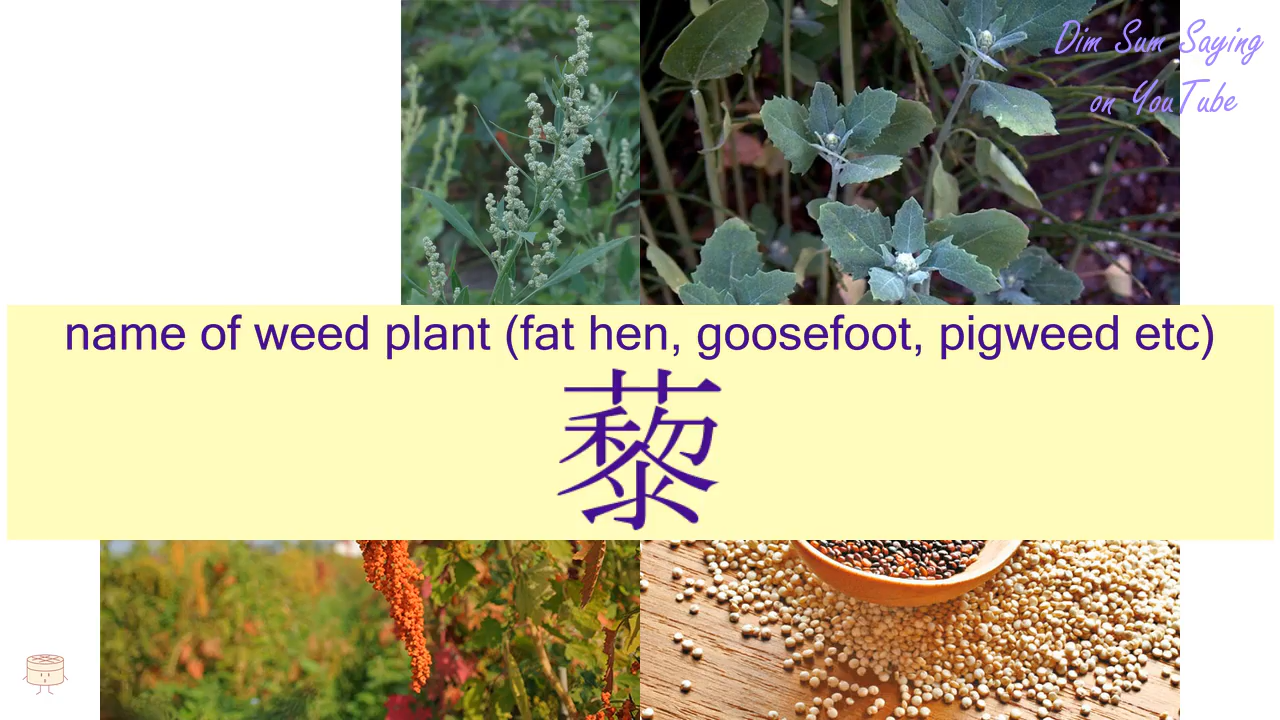 Dim Sum Saying
on YouTube
name of weed plant (fat hen, goosefoot, pigweed etc)
藜